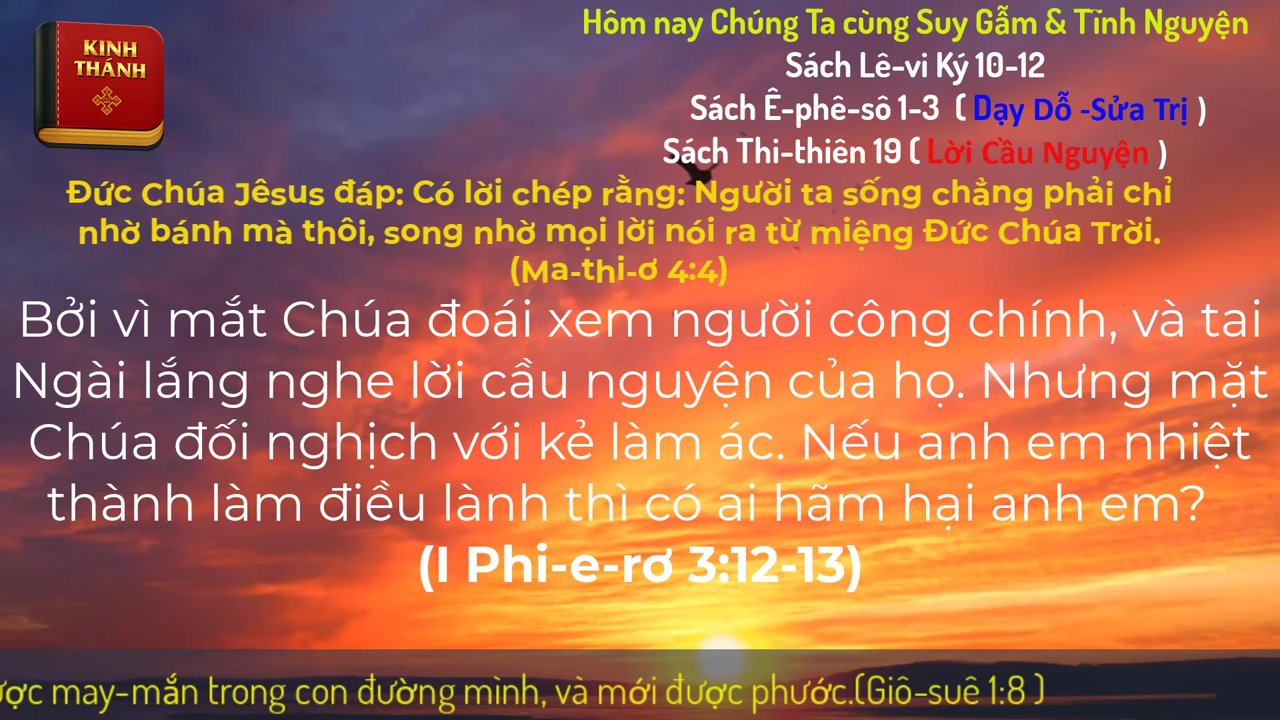 KINH
THÁNH
Hôm nay Chúng Ta cùng Suy Gẫm & Tĩnh Nguyện
Sách Lê-vi Ký 10-12
Sách Ê-phê-sô 1-3 ( Dạy Dỗ -Sửa Trị )
Sách Thi-thiên 19 ( Lời Cầu Nguyện )
Đức Chúa Jêsus đáp: Có lời chép rằng: Người ta sống chẳng phải chỉ
nhờ bánh mà thôi, song nhờ mọi lời nói ra từ miệng Đức Chúa Trời.
(Ma-thi-ơ 4:4)
Bởi vì mắt Chúa đoái xem người công chính, và tai
Ngài lắng nghe lời cầu nguyện của họ. Nhưng mặt
Chúa đối nghịch với kẻ làm ác. Nếu anh em nhiệt
thành làm điều lành thì có ai hãm hại anh em?
(I Phi-e-rơ 3:12-13)
may-mắn trong con đường mình, và mới được phước.(Giô-suê 1:8 )